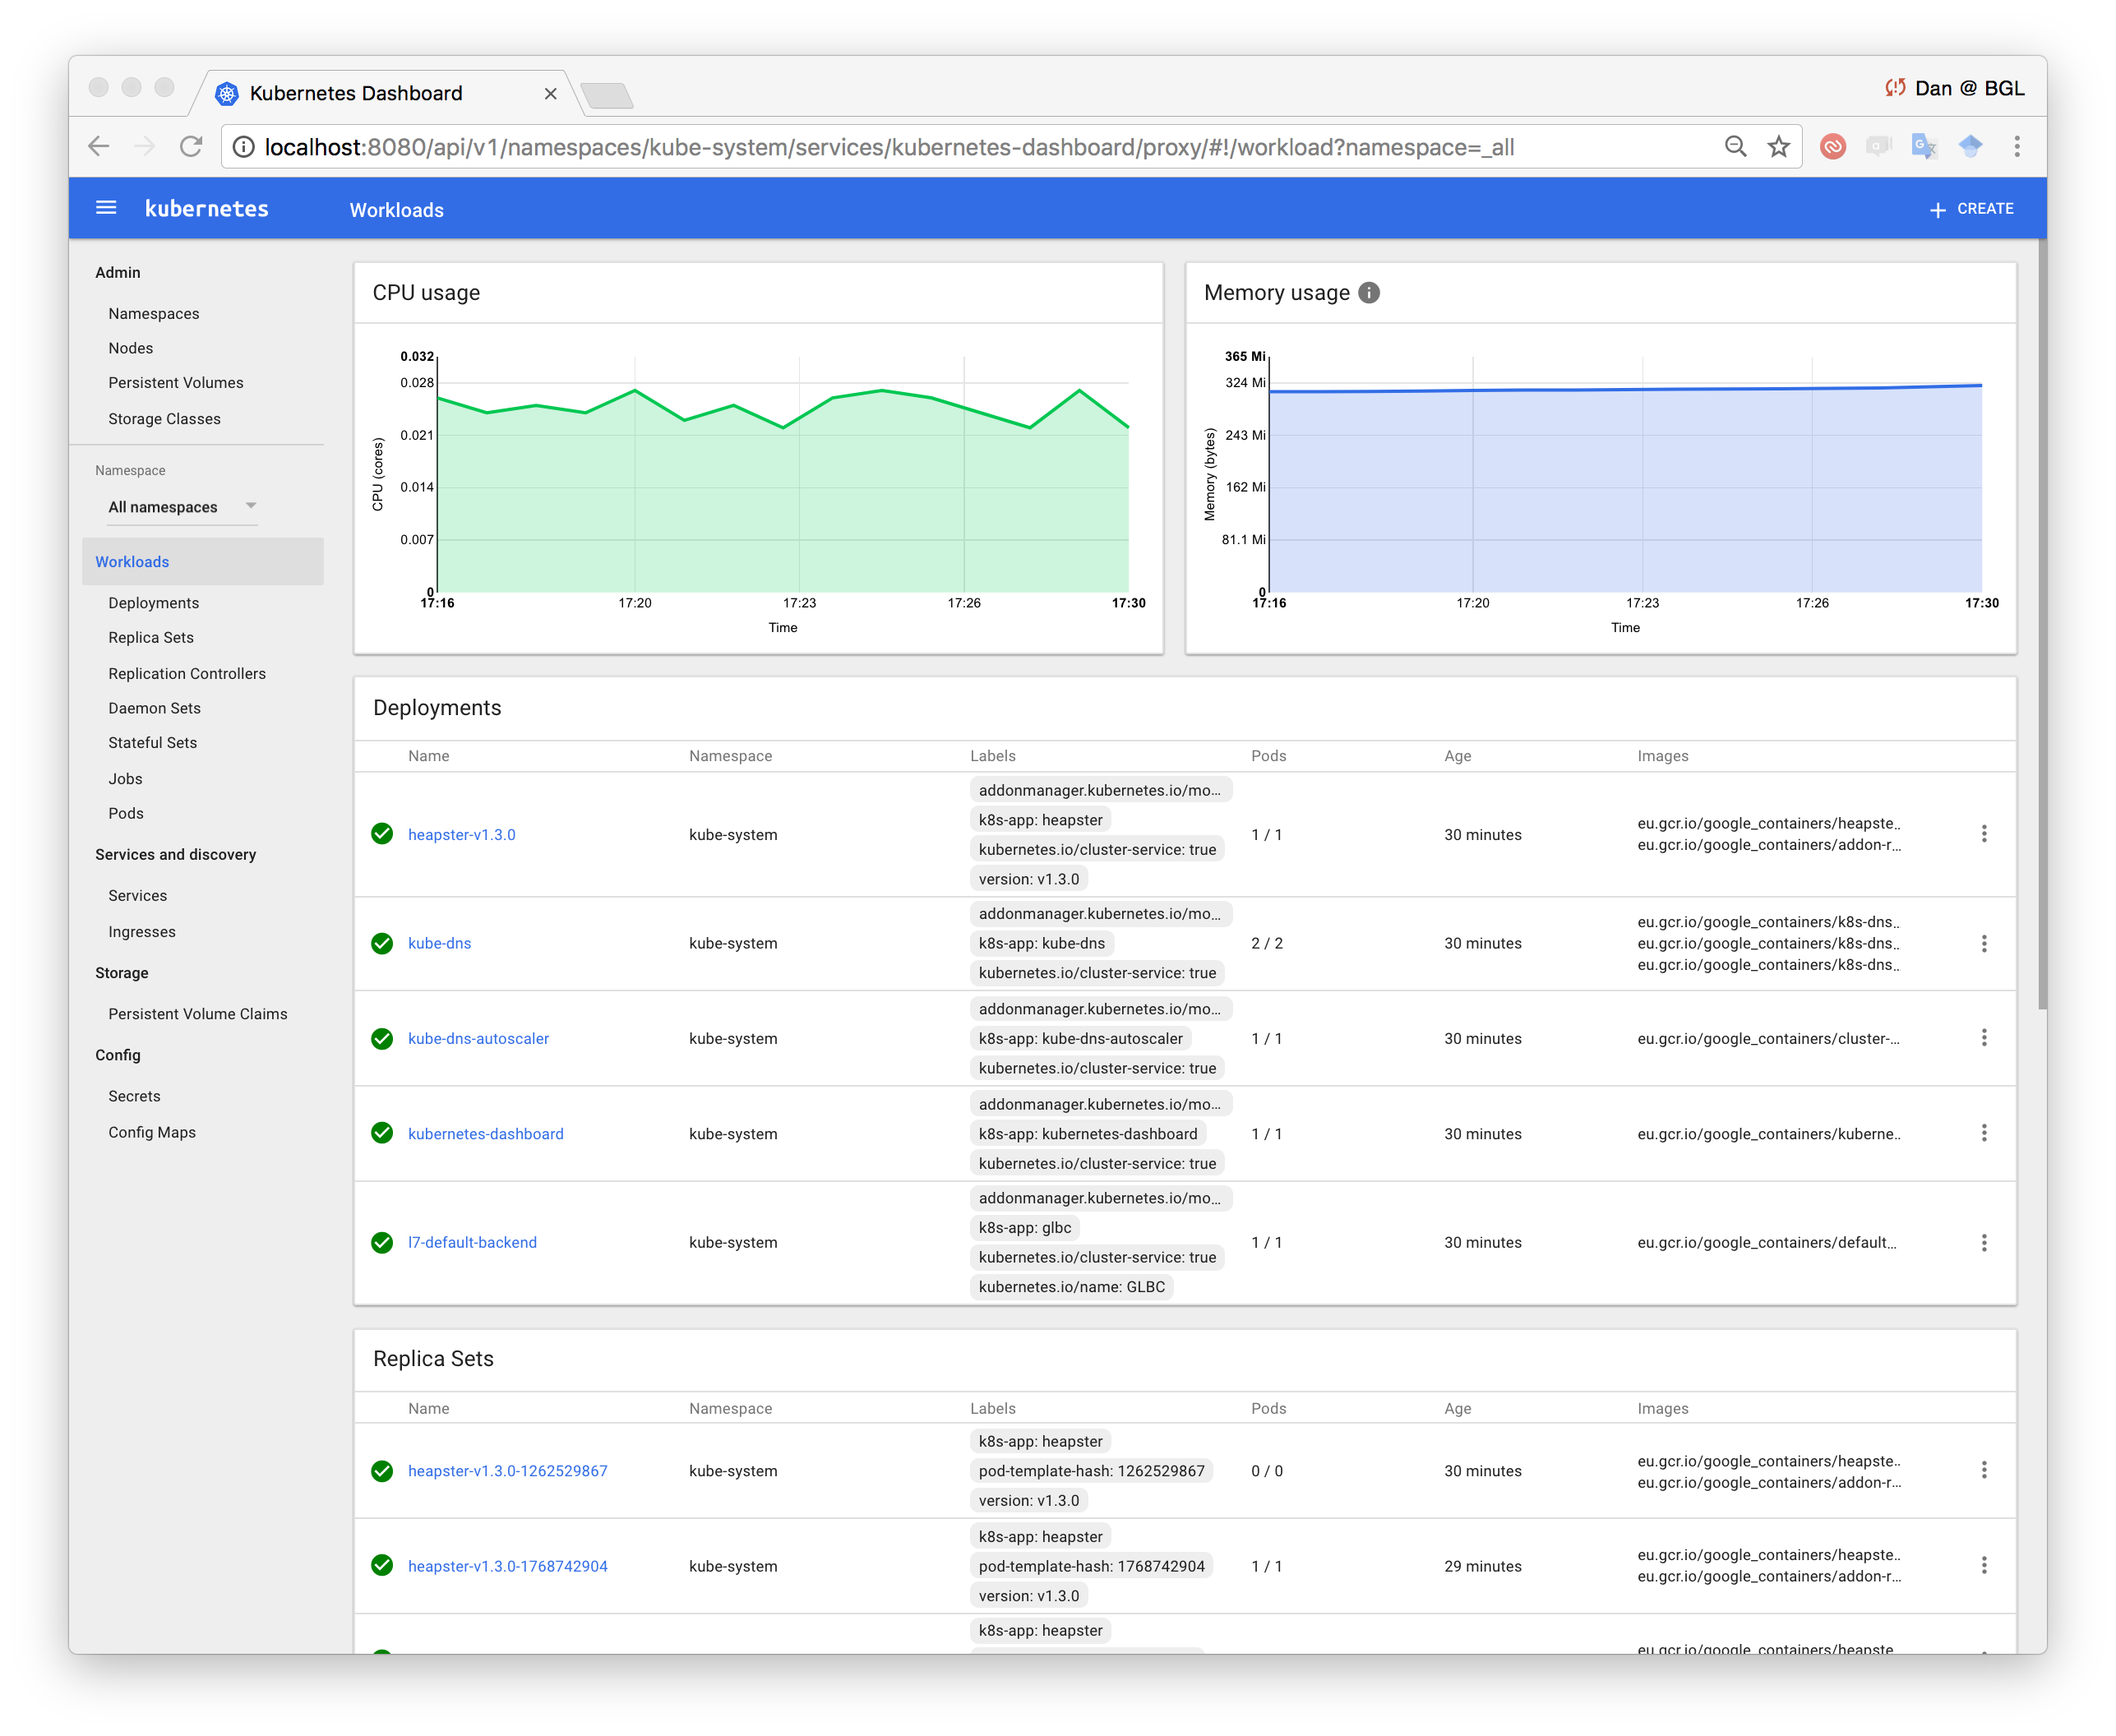 Kubernetes Dashboard
Dan @ BGL
localhost:8080/api/v1/namespaces/kube-system/services/kubernetes-dashboard/proxy/#!/workload?namespace=_all
kubernetes
Workloads
CREATE
Admin
Namespaces
Nodes
Persistent Volumes
Storage Classes
Namespace
All namespaces
Workloads
Deployments
Replica Sets
Replication Controllers
Daemon Sets
Stateful Sets
Jobs
Pods
Services and discovery
Services
Ingresses
Storage
Persistent Volume Claims
Config
Secrets
Config Maps
CPU usage
CPU (cores)
0.032
0.028
0.021
0.014
0.007
0
17:16 17:20 17:23 17:26 17:30
Time
Memory usage
Memory (bytes)
365 Mi
324 Mi
243 Mi
162 Mi
81.1 Mi
0
17:16 17:20 17:23 17:26 17:30
Time
Deployments
Name Namespace Labels Pods Age Images
heapster-v1.3.0 kube-system
addonmanager.kubernetes.io/mo...
k8s-app: heapster
kubernetes.io/cluster-service: true
version: v1.3.0
1 / 1 30 minutes
eu.gcr.io/google_containers/heapste..
eu.gcr.io/google_containers/addon-r...
kube-dns kube-system
addonmanager.kubernetes.io/mo...
k8s-app: kube-dns
kubernetes.io/cluster-service: true
2 / 2 30 minutes
eu.gcr.io/google_containers/k8s-dns..
eu.gcr.io/google_containers/k8s-dns..
eu.gcr.io/google_containers/k8s-dns..
kube-dns-autoscaler kube-system
addonmanager.kubernetes.io/mo...
k8s-app: kube-dns-autoscaler
kubernetes.io/cluster-service: true
1 / 1 30 minutes
eu.gcr.io/google_containers/cluster-...
kubernetes-dashboard kube-system
addonmanager.kubernetes.io/mo...
k8s-app: kubernetes-dashboard
kubernetes.io/cluster-service: true
1 / 1 30 minutes
eu.gcr.io/google_containers/kuberne..
l7-default-backend kube-system
addonmanager.kubernetes.io/mo...
k8s-app: glbc
kubernetes.io/cluster-service: true
kubernetes.io/name: GLBC
1 / 1 30 minutes
eu.gcr.io/google_containers/default...
Replica Sets
Name Namespace Labels Pods Age Images
heapster-v1.3.0-1262529867 kube-system
k8s-app: heapster
pod-template-hash: 1262529867
version: v1.3.0
0 / 0 30 minutes
eu.gcr.io/google_containers/heapste..
eu.gcr.io/google_containers/addon-r...
heapster-v1.3.0-1768742904 kube-system
k8s-app: heapster
pod-template-hash: 1768742904
version: v1.3.0
1 / 1 29 minutes
eu.gcr.io/google_containers/heapste..
eu.gcr.io/google_containers/addon-r...
k8s-app: heapster
eu.gcr.io/google_containers/heapste